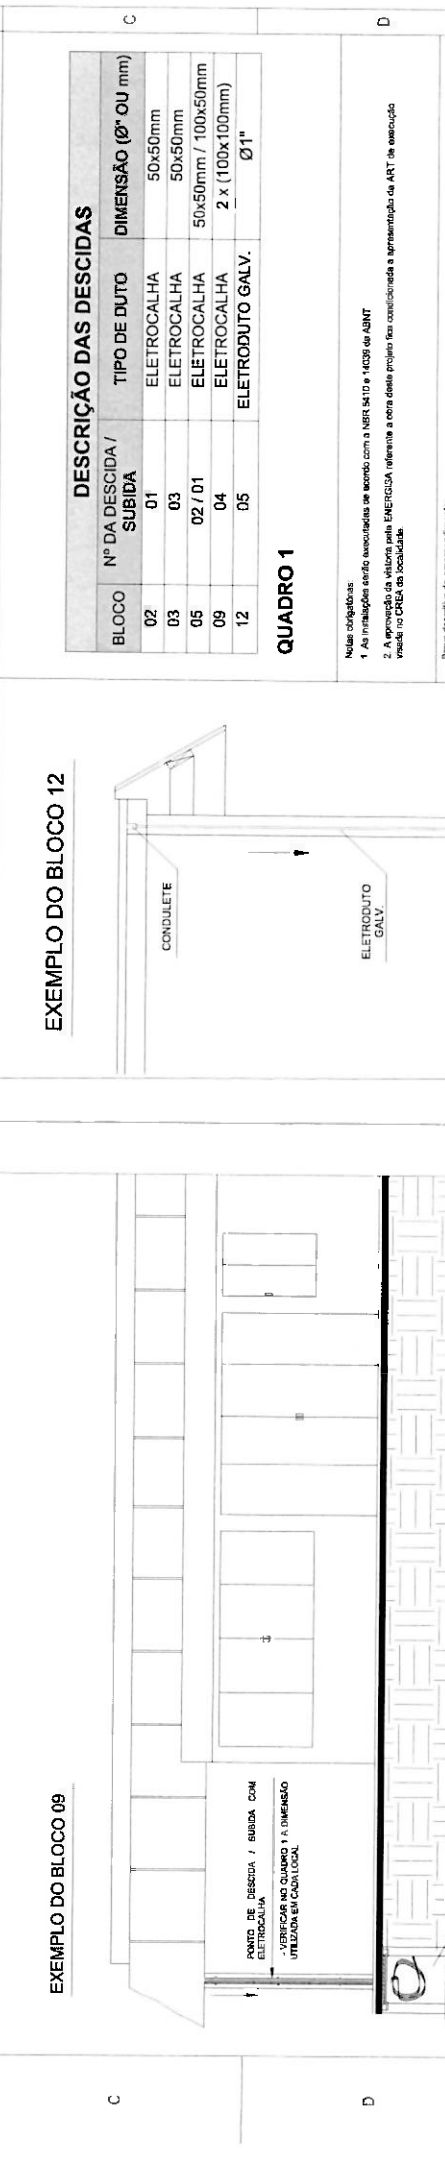 C
D
DESCRIÇÃO DAS DESCIDAS
BLOCO Nº DA DESCIDA / SUBIDA TIPO DE DUTO DIMENSÃO (Ø" OU mm)
02 01 ELETROCALHA 50x50mm
03 03 ELETROCALHA 50x50mm
05 02 / 01 ELETROCALHA 50x50mm / 100x50mm
09 04 ELETROCALHA 2 x (100x100mm)
12 05 ELETRODUTO GALV. Ø1"
QUADRO 1
Notas obrigatórias:
1 As instalações serão executadas de acordo com a NBR 5410 e 14039 da ABNT
2. A aprovação da vistoria pela ENERGISA referente a obra deste projeto fica condicionada a apresentação da ART de execução
visada no CREA da localidade.
EXEMPLO DO BLOCO 12
CONDULETE
ELETRODUTO
GALV.
EXEMPLO DO BLOCO 09
PONTO DE DESCIDA / SUBIDA COM
ELETROCALHA
- VERIFICAR NO QUADRO 1 A DIMENSÃO
UTILIZADA EM CADA LOCAL
C
D